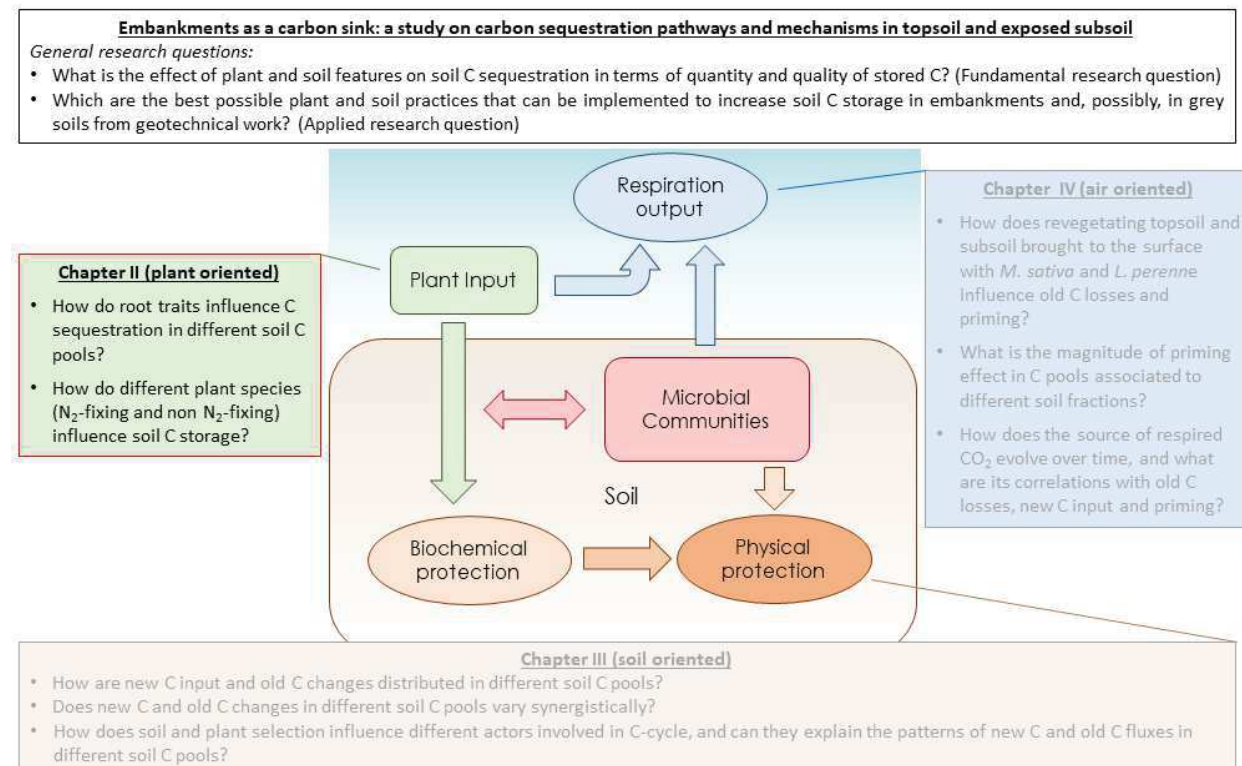 Embankments as a carbon sink: a study on carbon sequestration pathways and mechanisms in topsoil and exposed subsoil
General research questions:
• What is the effect of plant and soil features on soil C sequestration in terms of quantity and quality of stored C? (Fundamental research question)
• Which are the best possible plant and soil practices that can be implemented to increase soil C storage in embankments and, possibly, in grey
soils from geotechnical work? (Applied research question)
Respiration
output
Plant Input
Chapter II (plant oriented)
• How do root traits influence C
sequestration in different soil C
pools?
• How do different plant species
(N₂-fixing and non N₂-fixing)
influence soil C storage?
Microbial
Communities
Soil
Biochemical
protection
Physical
protection
Chapter IV (air oriented)
• How does revegetating topsoil and
subsoil brought to the surface
with M. sativa and L. perenne
influence old C losses and
priming?
• What is the magnitude of priming
effect in C pools associated to
different soil fractions?
• How does the source of respired
CO₂ evolve over time, and what
are its correlations with old C
losses, new C input and priming?
Chapter III (soil oriented)
• How are new C input and old C changes distributed in different soil C pools?
• Does new C and old C changes in different soil C pools vary synergistically?
• How does soil and plant selection influence different actors involved in C-cycle, and can they explain the patterns of new C and old C fluxes in
different soil C pools?